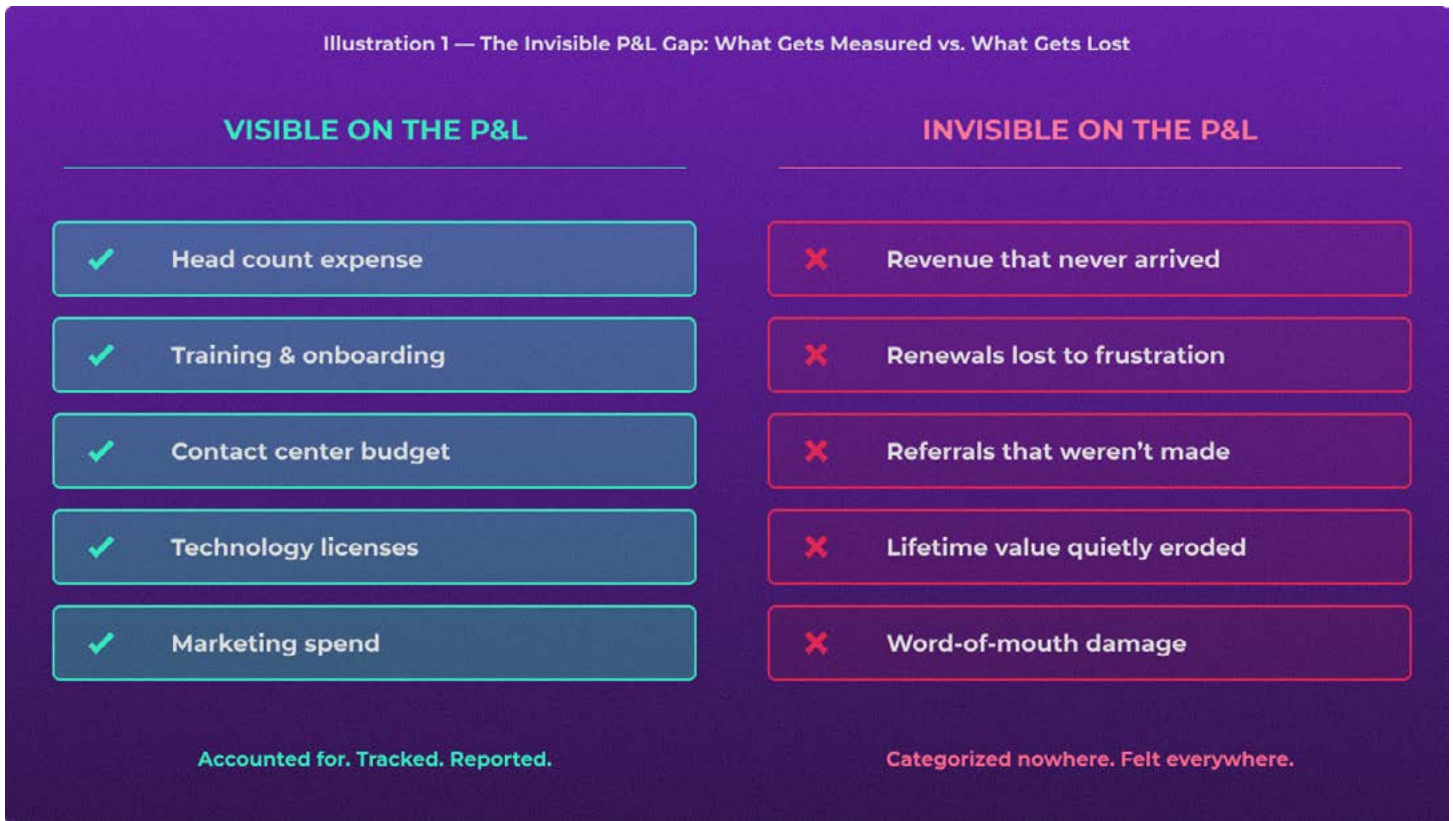 Illustration 1 — The Invisible P&L Gap: What Gets Measured vs. What Gets Lost
VISIBLE ON THE P&L
Head count expense
Training & onboarding
Contact center budget
Technology licenses
Marketing spend
Accounted for. Tracked. Reported.
INVISIBLE ON THE P&L
Revenue that never arrived
Renewals lost to frustration
Referrals that weren’t made
Lifetime value quietly eroded
Word-of-mouth damage
Categorized nowhere. Felt everywhere.